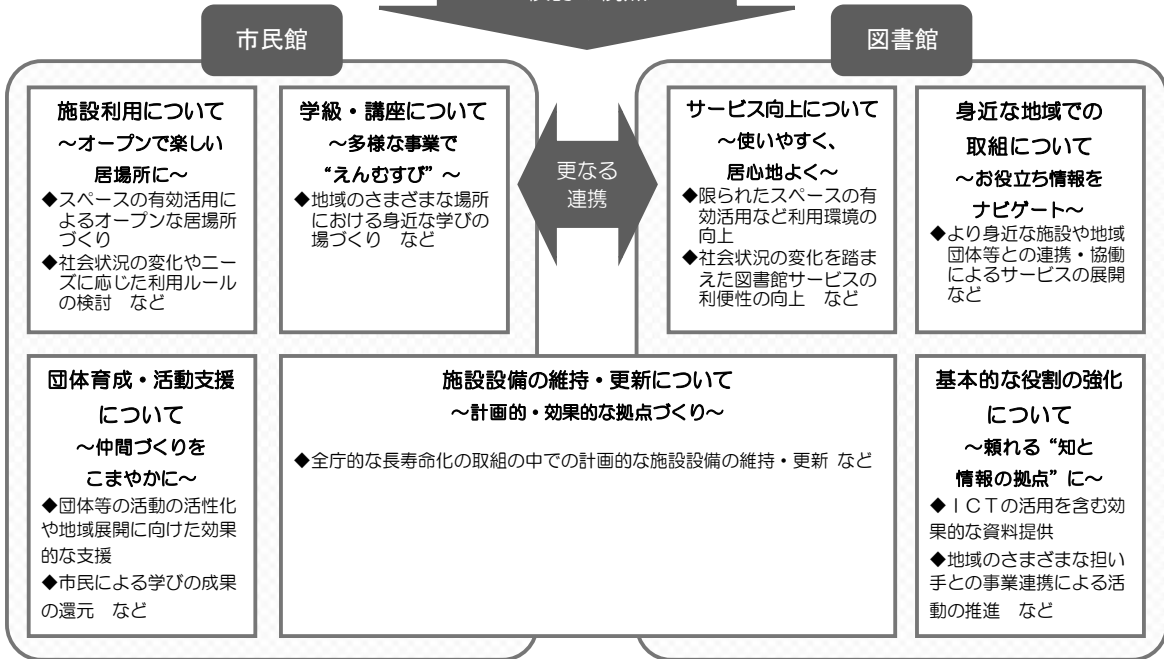 市民館
図書館
施設利用について
～オープンで楽しい
居場所に～
◆スペースの有効活用に
よるオープンな居場所
づくり
◆社会状況の変化やニー
ズに応じた利用ルール
の検討　など
学級・講座について
～多様な事業で
“えんむすび”～
◆地域のさまざまな場所
における身近な学びの
場づくり　など
更なる
連携
サービス向上について
～使いやすく、
居心地よく～
◆限られたスペースの有
効活用など利用環境の
向上
◆社会状況の変化を踏ま
えた図書館サービスの
利便性の向上　など
身近な地域での
取組について
～お役立ち情報を
ナビゲート～
◆より身近な施設や地域
団体等との連携・協働
によるサービスの展開
など
団体育成・活動支援
について
～仲間づくりを
こまやかに～
◆団体等の活動の活性化
や地域展開に向けた効果
的な支援
◆市民による学びの成果
の還元　など
施設設備の維持・更新について
～計画的・効果的な拠点づくり～
◆全庁的な長寿命化の取組の中での計画的な施設設備の維持・更新 など
基本的な役割の強化
について
～頼れる“知と
情報の拠点”に～
◆ＩＣＴの活用を含む効
果的な資料提供
◆地域のさまざまな担い
手との事業連携による活
動の推進　など